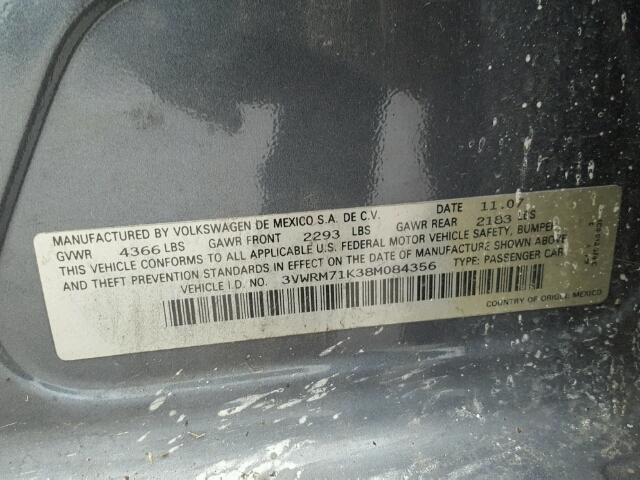 MANUFACTURED BY VOLKSWAGEN DE MEXICO S.A. DE C.V. DATE 11.07
GVWR 4366 LBS GAWR FRONT 2293 LBS GAWR REAR 2183 LBS
THIS VEHICLE CONFORMS TO ALL APPLICABLE U.S. FEDERAL MOTOR VEHICLE SAFETY, BUMPER
AND THEFT PREVENTION STANDARDS IN EFFECT ON THE DATE OF MANUFACTURE SHOWN ABOVE
VEHICLE I.D. NO. 3VWRM71K38M084356 TYPE: PASSENGER CAR
COUNTRY OF ORIGIN: MEXICO